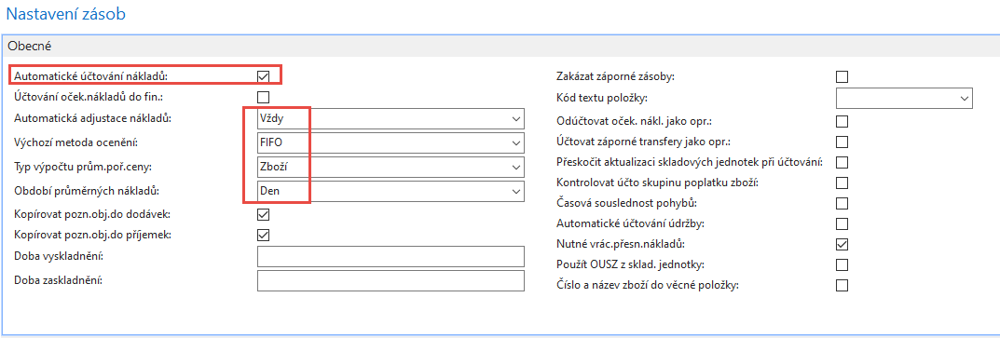 Nastavení zásob
Obecné
Automatické účtování nákladů:
Účtování oček.nákladů do fin.:
Automatická adjustace nákladů: Vždy
Výchozí metoda ocenění: FIFO
Typ výpočtu prům.poř.ceny: Zboží
Období průměrných nákladů: Den
Kopírovat pozn.obj.do dodávek:
Kopírovat pozn.obj.do příjemek:
Doba vyskladnění:
Doba zaskladnění:
Zakázat záporné zásoby:
Kód textu položky:
Odúčtovat oček. nákl. jako opr.:
Účtovat záporné transfery jako opr.:
Přeskočit aktualizaci skladových jednotek při účtování:
Kontrolovat účto skupinu poplatku zboží:
Časová souslednost pohybů:
Automatické účtování údržby:
Nutné vrác.přesn.nákladů:
Použít OUSZ z sklad. jednotky:
Číslo a název zboží do věcné položky: